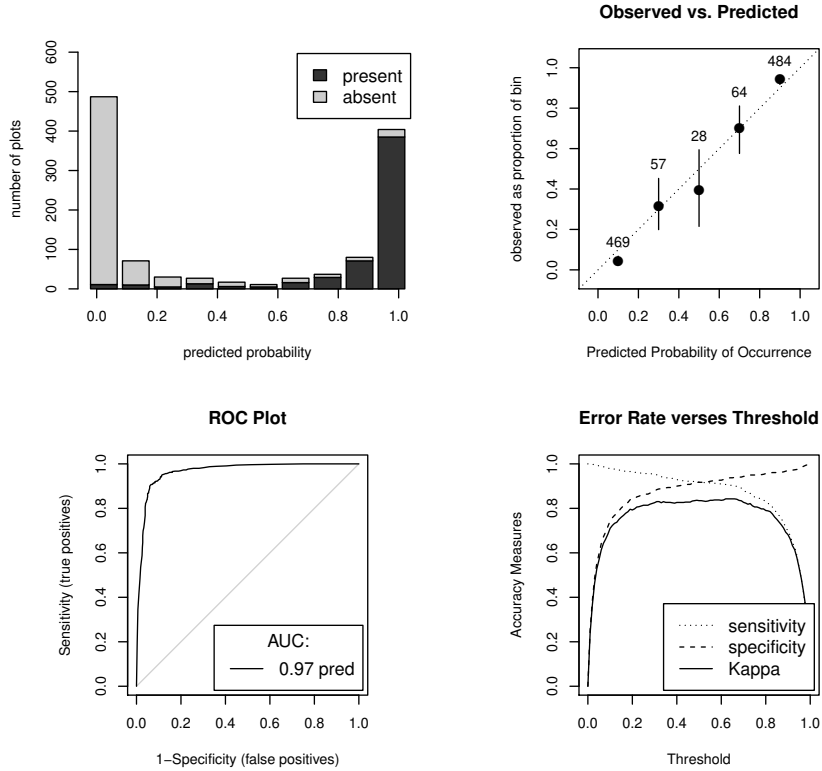 number of plots
600
500
400
300
200
100
0
present
absent
0.0 0.2 0.4 0.6 0.8 1.0
predicted probability
Observed vs. Predicted
observed as proportion of bin
1.0
0.8
0.6
0.4
0.2
0.0
484
64
28
57
469
0.0 0.2 0.4 0.6 0.8 1.0
Predicted Probability of Occurrence
ROC Plot
Sensitivity (true positives)
1.0
0.8
0.6
0.4
0.2
0.0
AUC:
0.97 pred
0.0 0.2 0.4 0.6 0.8 1.0
1−Specificity (false positives)
Error Rate verses Threshold
Accuracy Measures
1.0
0.8
0.6
0.4
0.2
0.0
sensitivity
specificity
Kappa
0.0 0.2 0.4 0.6 0.8 1.0
Threshold